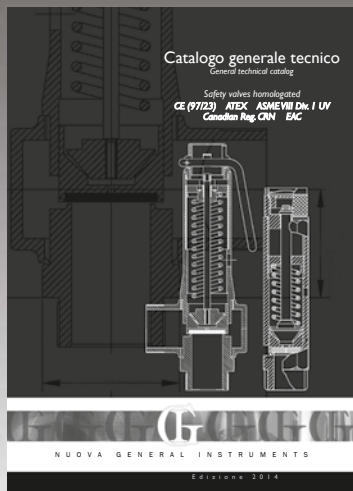 Catalogo generale tecnico
General technical catalog
Safety valves homologated
CE (97/23) ATEX ASME VIII Div. 1 UV
Canadian Reg. CRN EAC
G
NUOVA GENERAL INSTRUMENTS
Edizione 2014